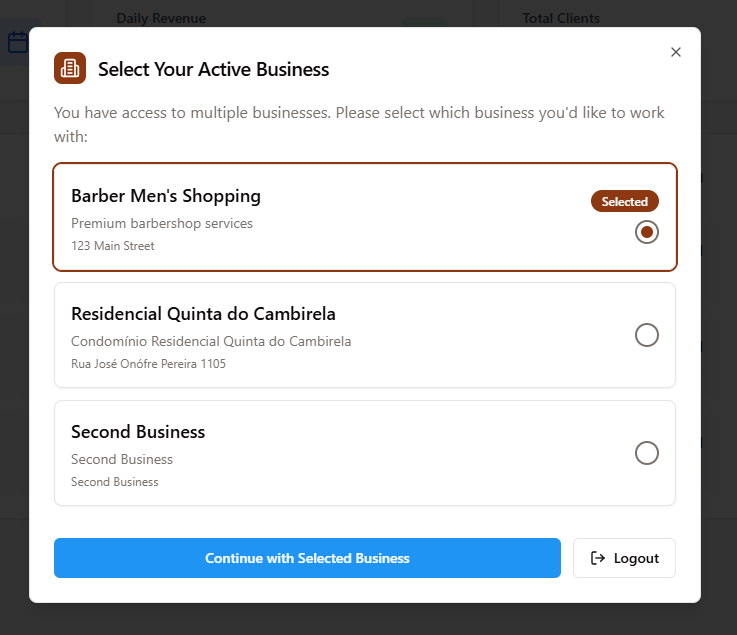 Daily Revenue
Total Clients
Select Your Active Business
You have access to multiple businesses. Please select which business you'd like to work
with:
Barber Men's Shopping
Selected
Premium barbershop services
123 Main Street
Residencial Quinta do Cambirela
Condomínio Residencial Quinta do Cambirela
Rua José Onófre Pereira 1105
Second Business
Second Business
Second Business
Continue with Selected Business
Logout